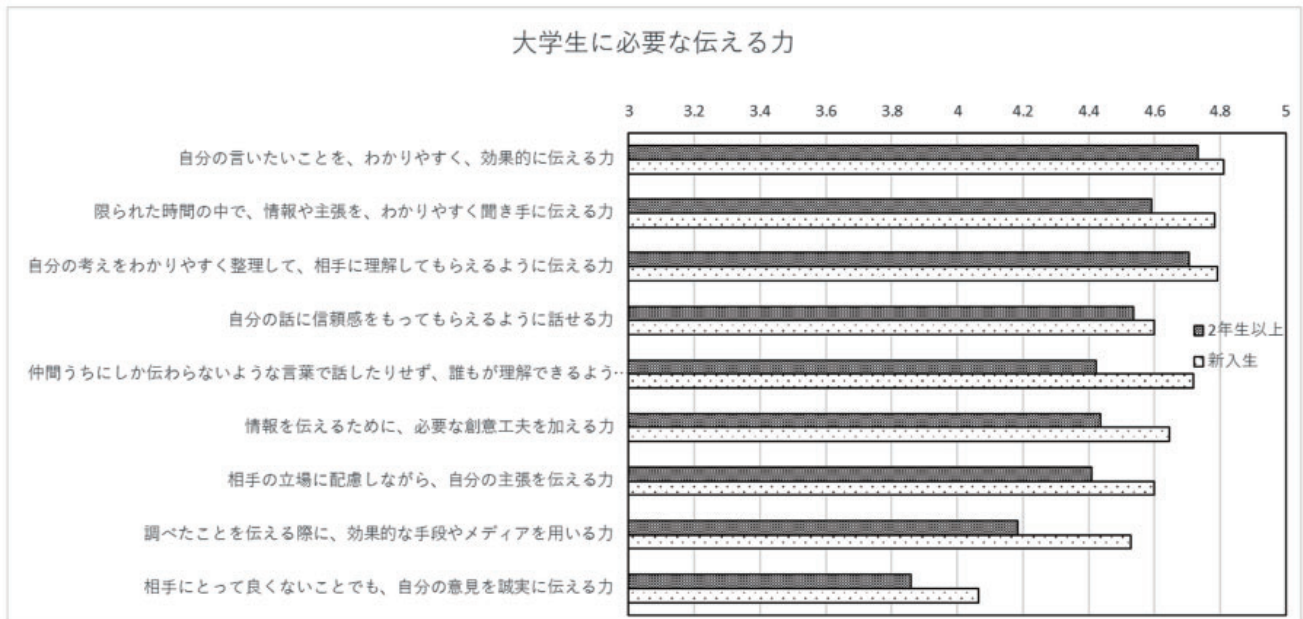 大学生に必要な伝える力
3 3.2 3.4 3.6 3.8 4 4.2 4.4 4.6 4.8 5
自分の言いたいことを、わかりやすく、効果的に伝える力
限られた時間の中で、情報や主張を、わかりやすく聞き手に伝える力
自分の考えをわかりやすく整理して、相手に理解してもらえるように伝える力
自分の話に信頼感をもってもらえるように話せる力
2年生以上
仲間うちにしか伝わらないような言葉で話したりせず、誰もが理解できるよう…
新入生
情報を伝えるために、必要な創意工夫を加える力
相手の立場に配慮しながら、自分の主張を伝える力
調べたことを伝える際に、効果的な手段やメディアを用いる力
相手にとって良くないことでも、自分の意見を誠実に伝える力